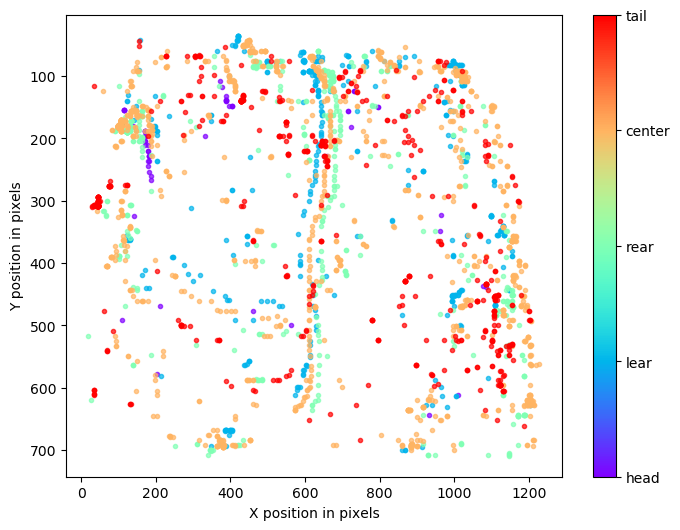 tail
100
center
200
300
Y position in pixels
rear
400
500
lear
600
700
head
0
200
400
600
800
1000
1200
X position in pixels